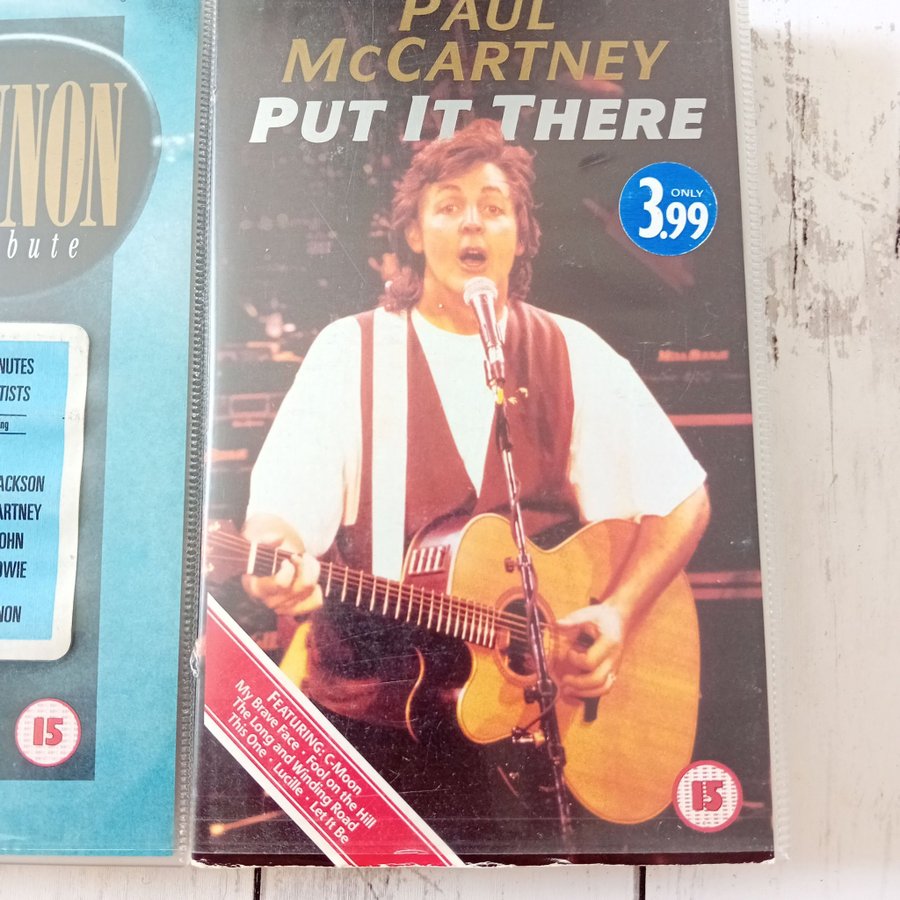 NNON
bute
NUTES
TISTS
ng
ACKSON
ARTNEY
OHN
OWIE
NON
15
PAUL
McCARTNEY
PUT IT THERE
ONLY
3.99
FEATURING: C-Moon
My Brave Face • Fool on the Hill
The Long and Winding Road
This One • Lucille • Let It Be
15